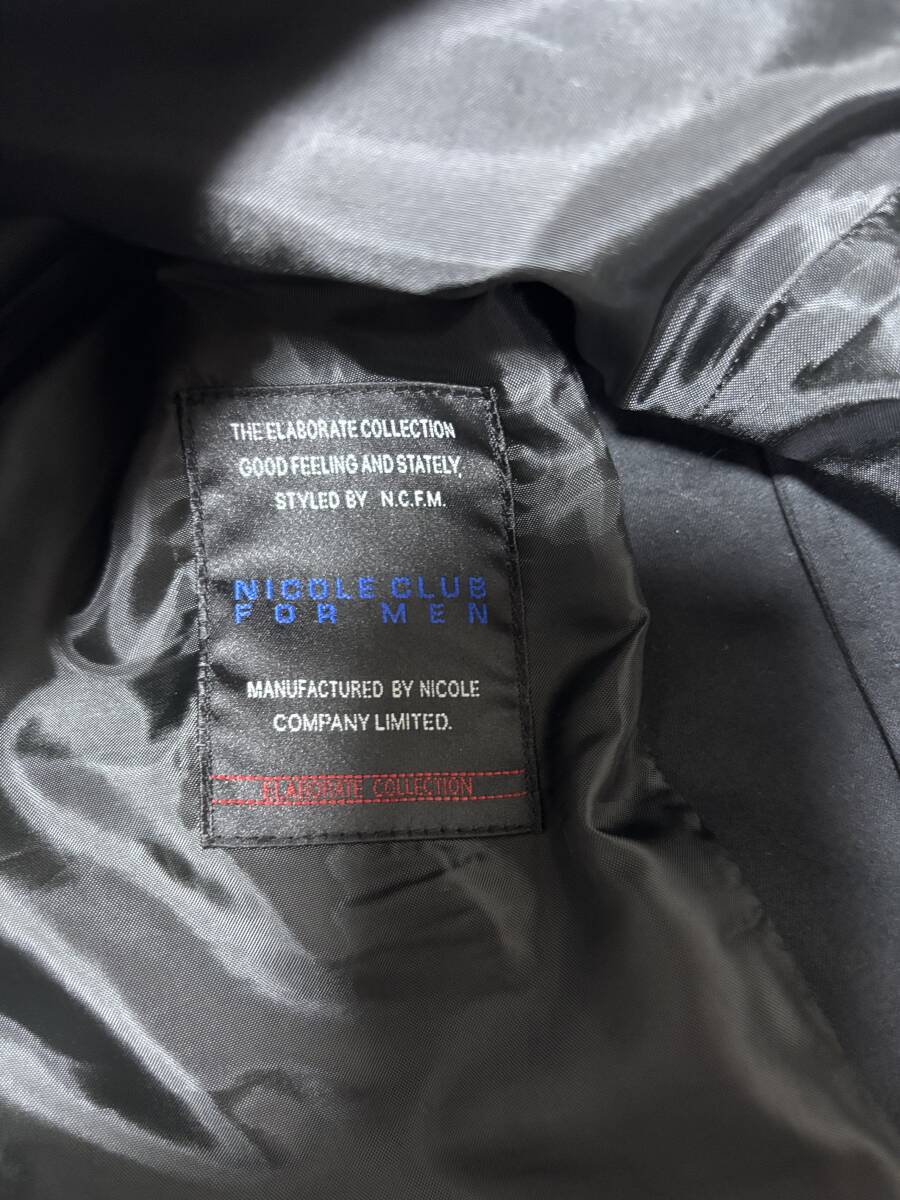 THE ELABORATE COLLECTION
GOOD FEELING AND STATELY,
STYLED BY N.C.F.M.
NICOLE CLUB
FOR MEN
MANUFACTURED BY NICOLE
COMPANY LIMITED.
ELABORATE COLLECTION